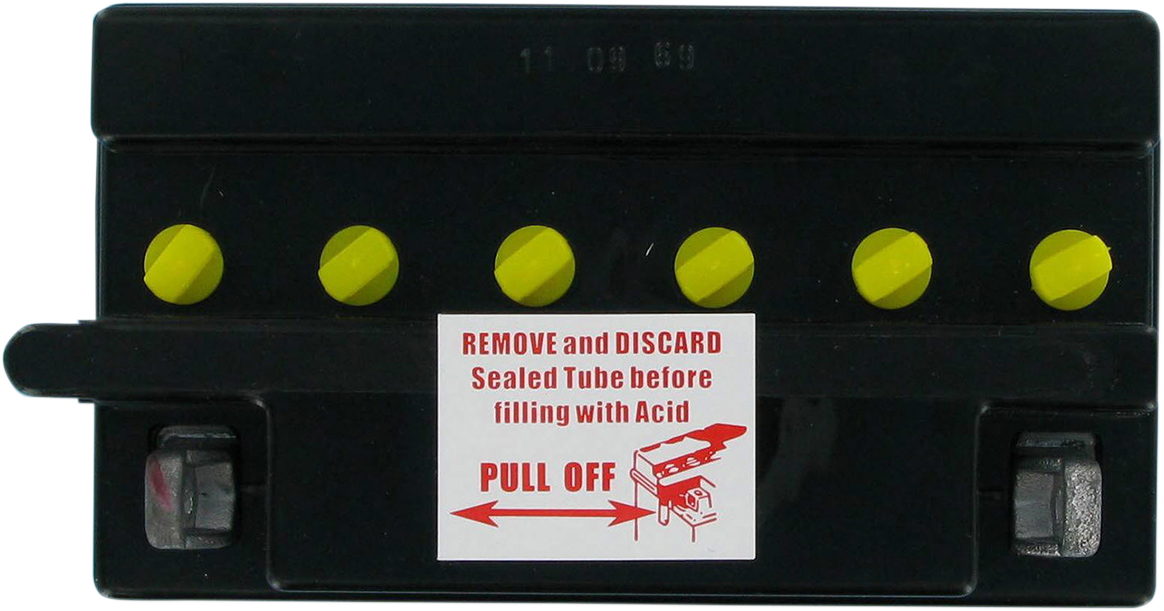 11 09 69
REMOVE and DISCARD
Sealed Tube before
filling with Acid
PULL OFF